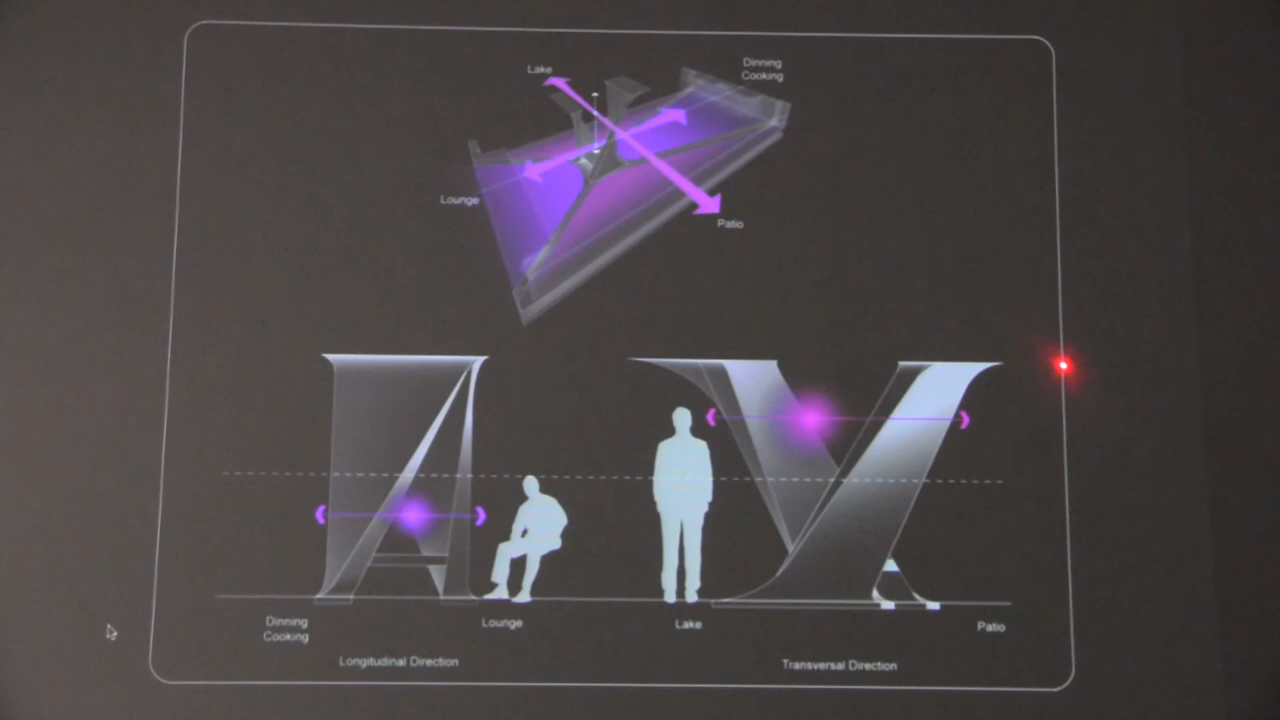 Lake
Dinning
Cooking
Lounge
Patio
Dinning
Cooking
Lounge
Lake
Patio
Longitudinal Direction
Transversal Direction